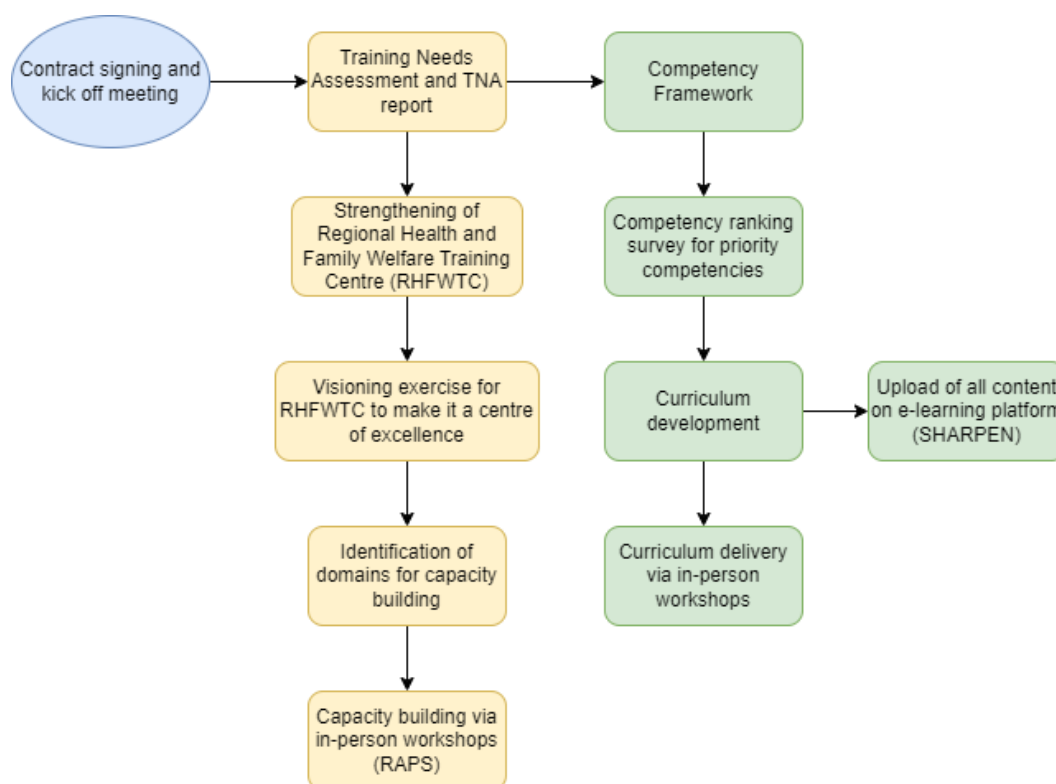 Contract signing and
kick off meeting
Training Needs
Assessment and TNA
report
Competency
Framework
Strengthening of
Regional Health and
Family Welfare Training
Centre (RHFWTC)
Competency ranking
survey for priority
competencies
Visioning exercise for
RHFWTC to make it a centre
of excellence
Curriculum
development
Upload of all content
on e-learning platform
(SHARPEN)
Identification of
domains for capacity
building
Curriculum delivery
via in-person
workshops
Capacity building via
in-person workshops
(RAPS)